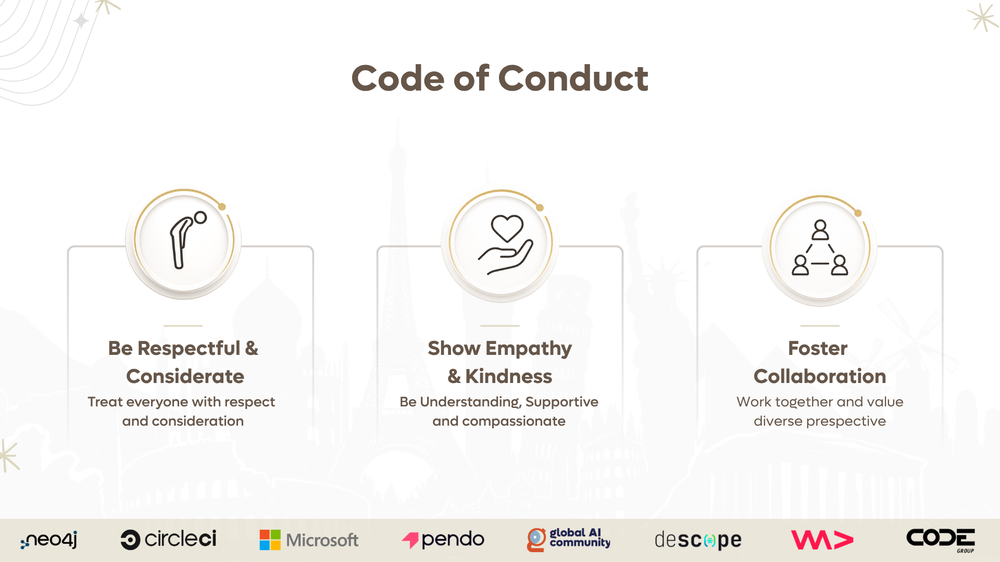 Code of Conduct
Be Respectful &
Considerate
Treat everyone with respect
and consideration
Show Empathy
& Kindness
Be Understanding, Supportive
and compassionate
Foster
Collaboration
Work together and value
diverse prespective
neo4j
circleci
Microsoft
pendo
global AI
community
descope
CODE
GROUP